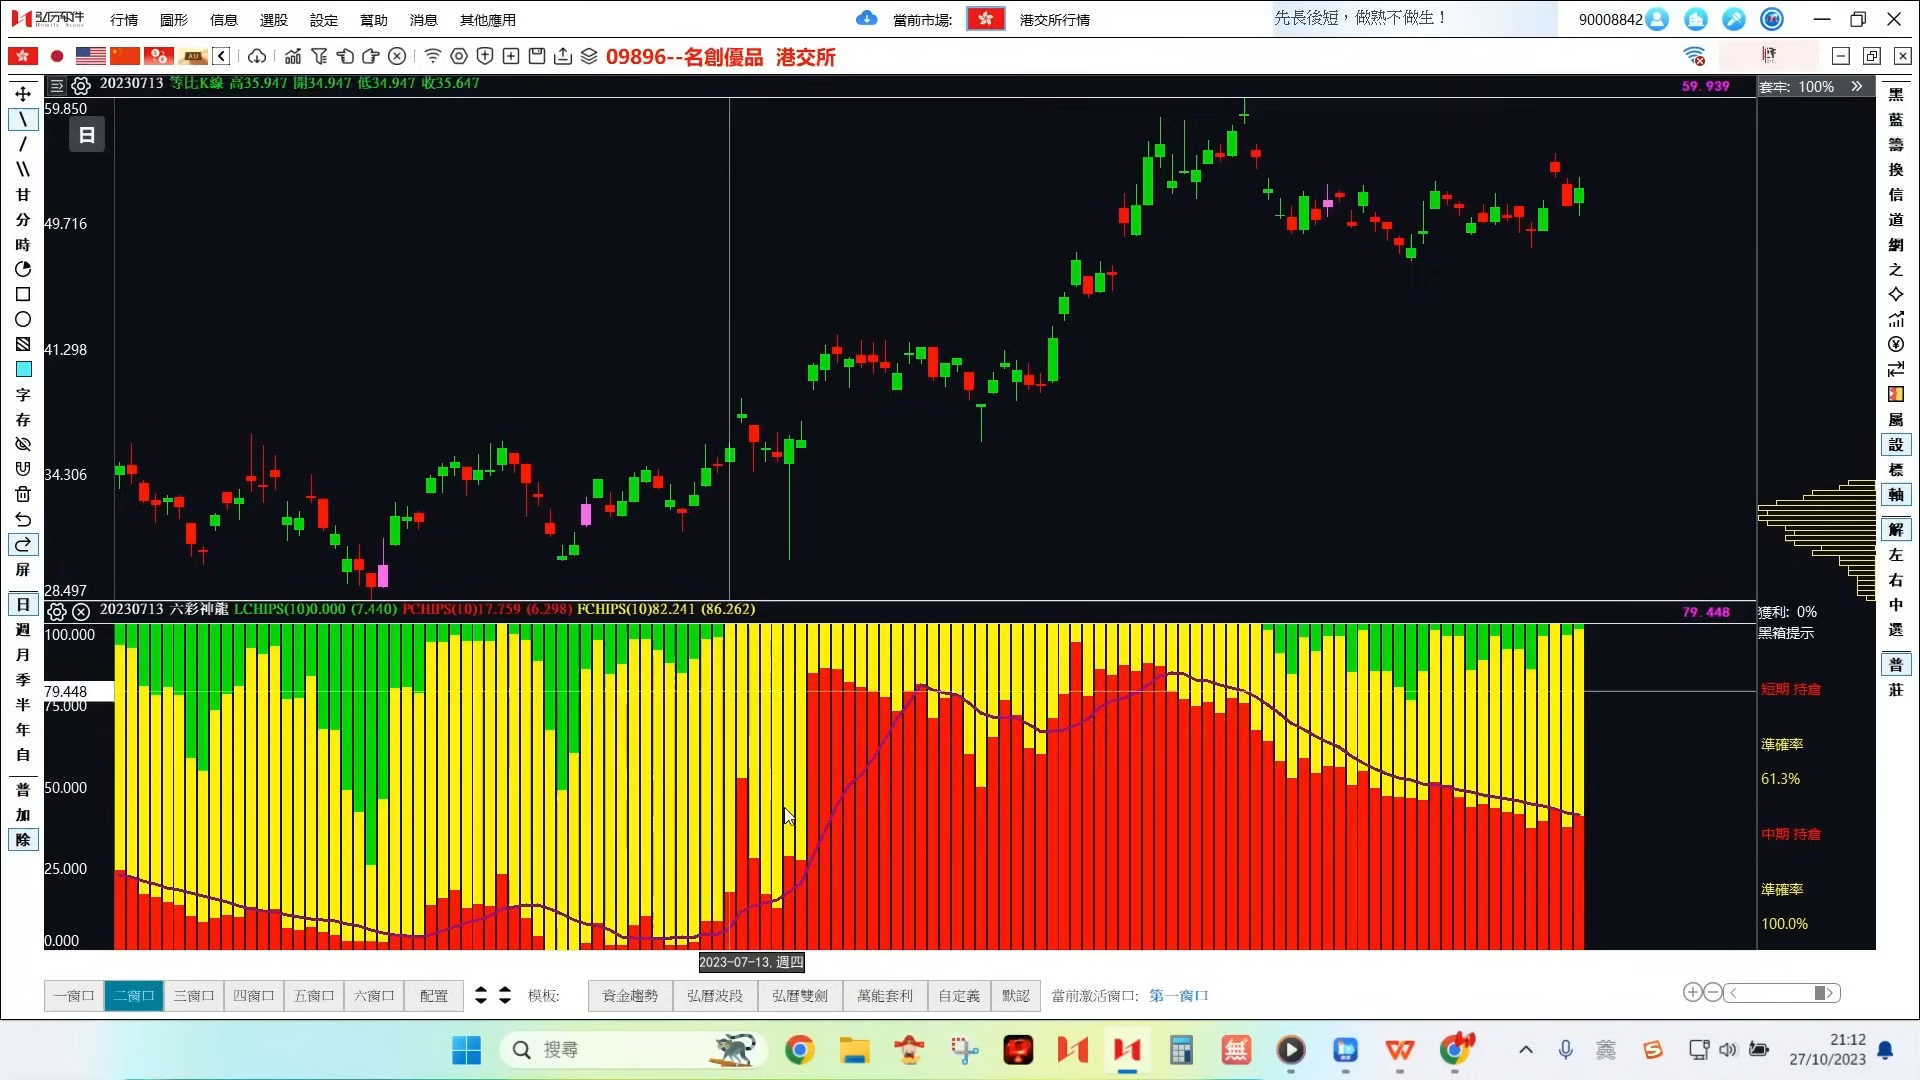 弘历软件 行情 圖形 信息 選股 設定 幫助 消息 其他應用 當前市場: 港交所行情 先長後短，做熟不做生！ 90008842
09896--名創優品 港交所
20230713 等比K線 高35.947 開34.947 低34.947 收35.647
59.939
套牢: 100%
59.850
日
49.716
41.298
34.306
28.497
20230713 六彩神龍 LCHIPS(10)0.000 (7.440) PCHIPS(10)17.759 (6.298) FCHIPS(10)82.241 (86.262)
79.448
獲利: 0%
黑箱提示
100.000
79.448
75.000
50.000
25.000
0.000
短期 持倉
準確率
61.3%
中期 持倉
準確率
100.0%
2023-07-13, 週四
甘
分
時
字
存
屏
日
週
月
季
半
年
自
普
加
除
黑
藍
籌
換
信
道
網
之
屬
設
標
軸
解
左
右
中
選
普
莊
一窗口 二窗口 三窗口 四窗口 五窗口 六窗口 配置 模板: 資金趨勢 弘曆波段 弘曆雙劍 萬能套利 自定義 默認 當前激活窗口: 第一窗口
搜尋
英
21:12
27/10/2023